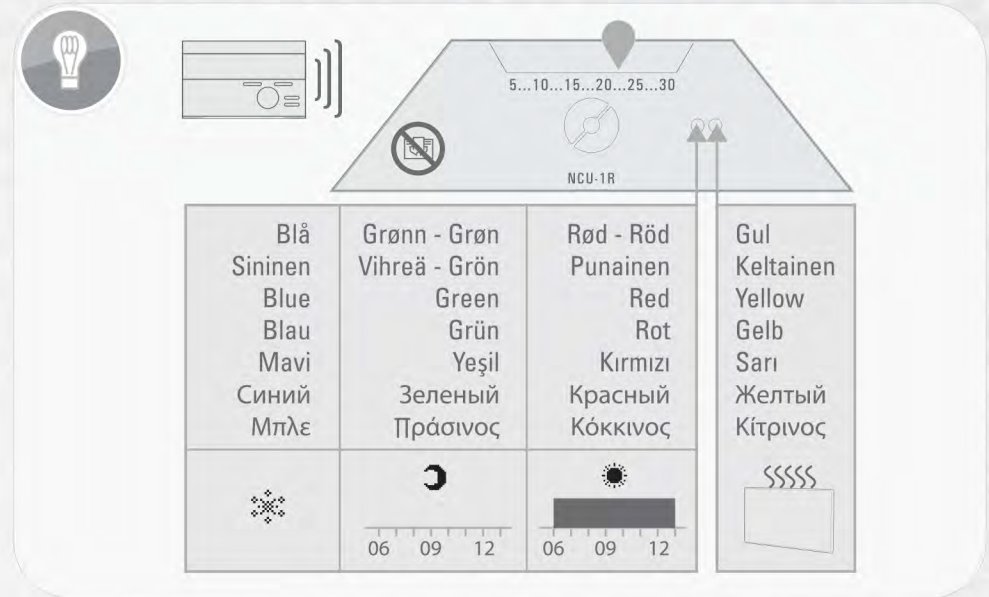 5...10...15...20...25...30
NCU-1R
Blå
Sininen
Blue
Blau
Mavi
Синий
Μπλε
Grønn - Grøn
Vihreä - Grön
Green
Grün
Yeşil
Зеленый
Πράσινος
Rød - Röd
Punainen
Red
Rot
Kırmızı
Красный
Κόκκινος
Gul
Keltainen
Yellow
Gelb
Sarı
Желтый
Κίτρινος
06 09 12
06 09 12